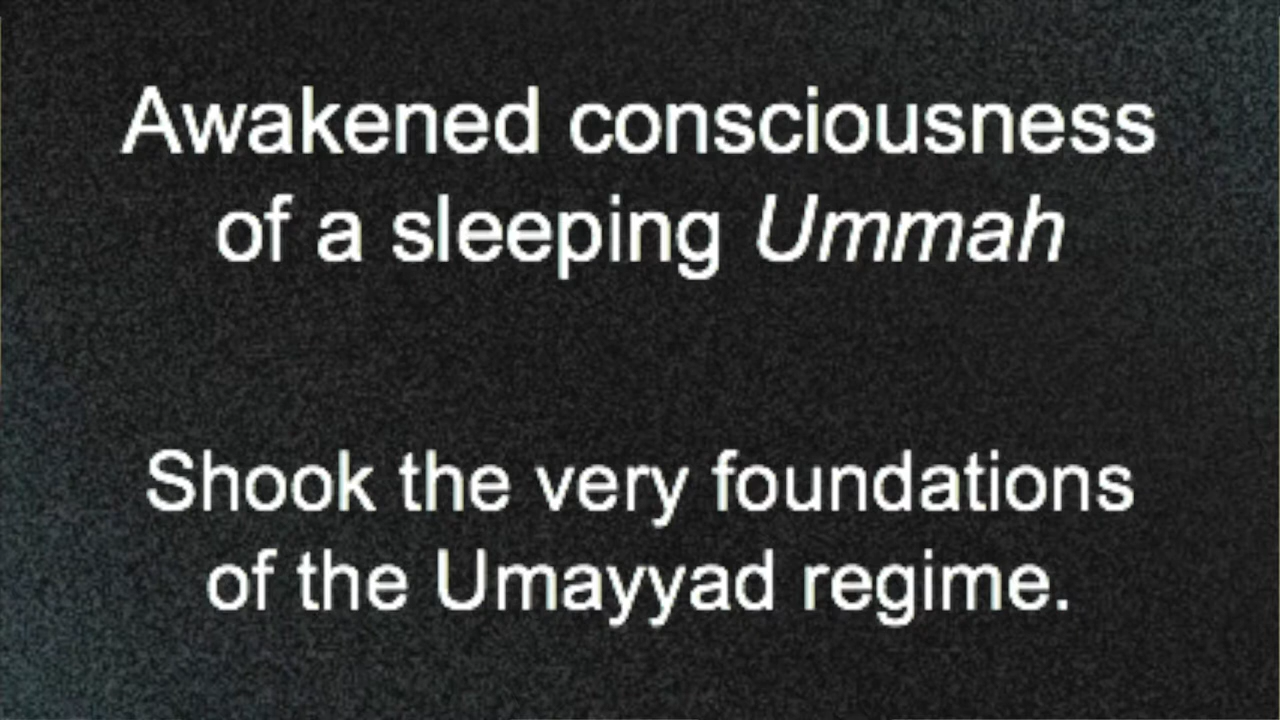 Awakened consciousness
of a sleeping Ummah
Shook the very foundations
of the Umayyad regime.